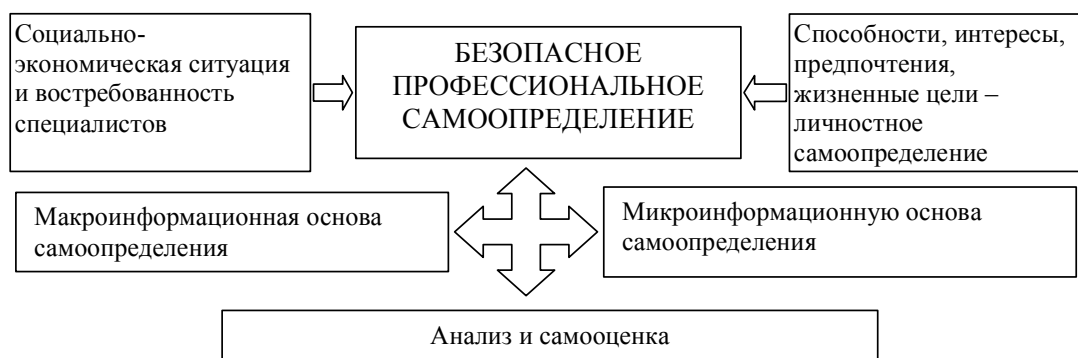 Социально-
экономическая ситуация
и востребованность
специалистов
БЕЗОПАСНОЕ
ПРОФЕССИОНАЛЬНОЕ
САМООПРЕДЕЛЕНИЕ
Способности, интересы,
предпочтения,
жизненные цели –
личностное
самоопределение
Макроинформационная основа
самоопределения
Микроинформационную основа
самоопределения
Анализ и самооценка